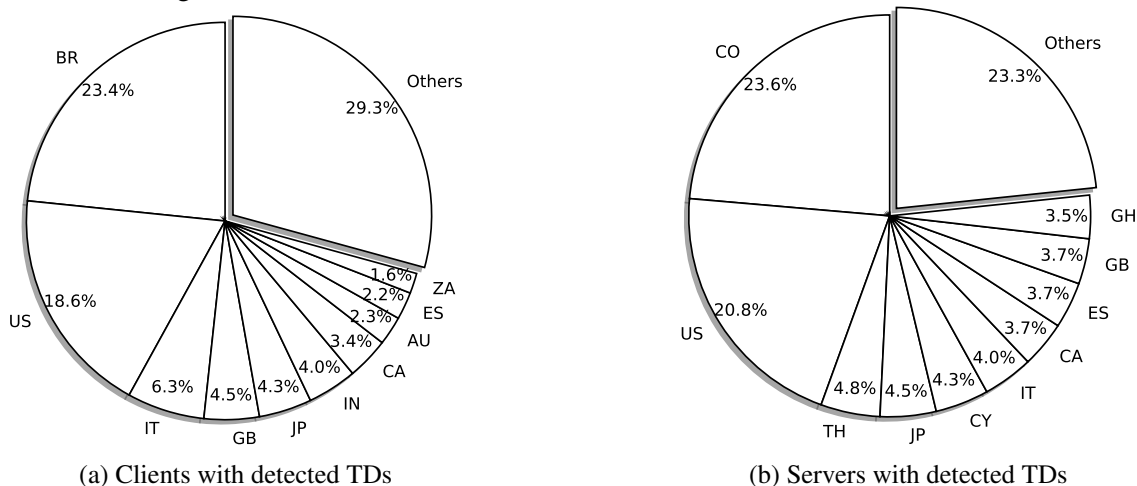 BR
23.4%
Others
29.3%
US
18.6%
IT
6.3%
GB
4.5%
JP
4.3%
IN
4.0%
CA
3.4%
AU
2.3%
ES
2.2%
ZA
1.6%
(a) Clients with detected TDs
CO
23.6%
Others
23.3%
US
20.8%
TH
4.8%
JP
4.5%
CY
4.3%
IT
4.0%
CA
3.7%
ES
3.7%
GB
3.7%
GH
3.5%
(b) Servers with detected TDs